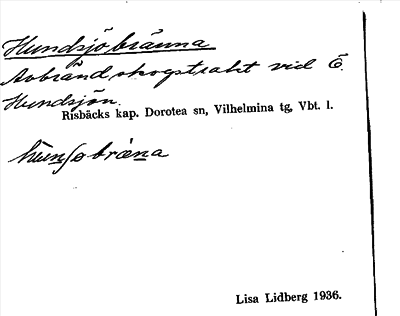 Hundsjöbränna
Avbränd skogstrakt vid Ö.
Hundsjön.
Risbäcks kap. Dorotea sn, Vilhelmina tg, Vbt. l.
Lisa Lidberg 1936.